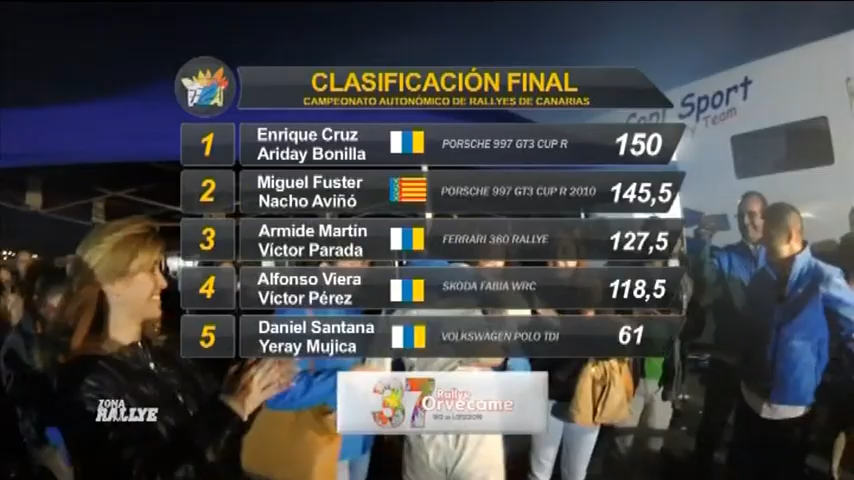 CLASIFICACIÓN FINAL
CAMPEONATO AUTONÓMICO DE RALLYES DE CANARIAS
Sport
Team
1 Enrique Cruz Ariday Bonilla PORSCHE 997 GT3 CUP R 150
2 Miguel Fuster Nacho Aviñó PORSCHE 997 GT3 CUP R 2010 145,5
3 Armide Martín Víctor Parada FERRARI 360 RALLYE 127,5
4 Alfonso Viera Víctor Pérez SKODA FABIA WRC 118,5
5 Daniel Santana Yeray Mujica VOLKSWAGEN POLO TDI 61
ZONA
RALLYE
37 Rallye
Orvecame